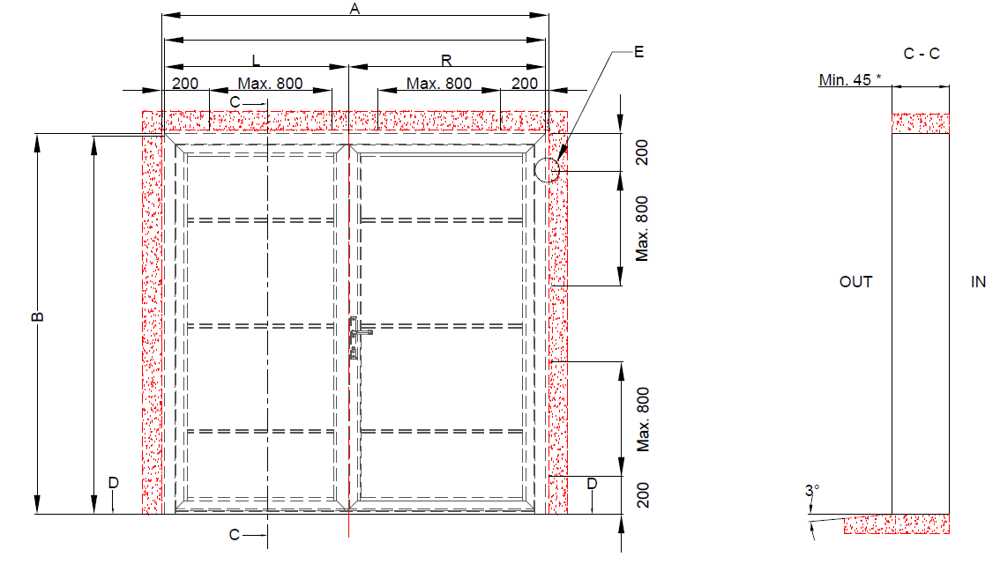 A
L
R
E
C - C
200
Max. 800
Max. 800
200
Min. 45 *
C
200
Max. 800
OUT
IN
B
Max. 800
D
D
200
3°
C